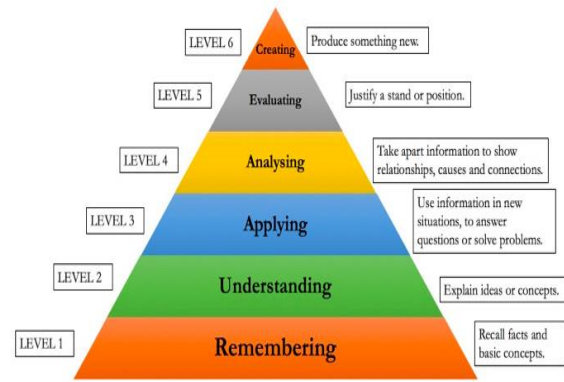 LEVEL 6
Creating
Produce something new.
LEVEL 5
Evaluating
Justify a stand or position.
LEVEL 4
Analysing
Take apart information to show
relationships, causes and connections.
LEVEL 3
Applying
Use information in new
situations, to answer
questions or solve problems.
LEVEL 2
Understanding
Explain ideas or concepts.
LEVEL 1
Remembering
Recall facts and
basic concepts.